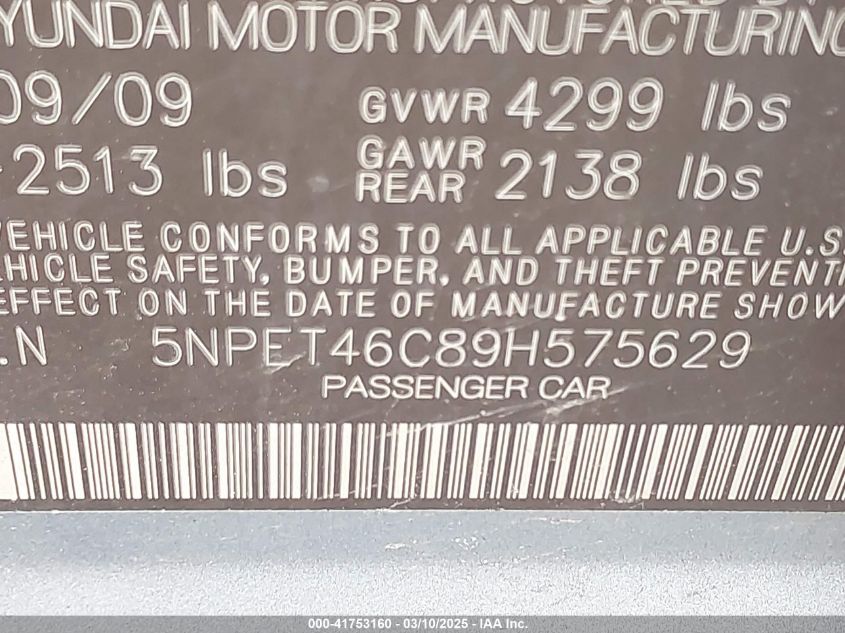 YUNDAI MOTOR MANUFACTURING
09/09 GVWR 4299 lbs
2513 lbs GAWR REAR 2138 lbs
VEHICLE CONFORMS TO ALL APPLICABLE U.S.
EHICLE SAFETY, BUMPER, AND THEFT PREVENTI
EFFECT ON THE DATE OF MANUFACTURE SHOW
.N 5NPET46C89H575629
PASSENGER CAR
000-41753160 - 03/10/2025 - IAA Inc.